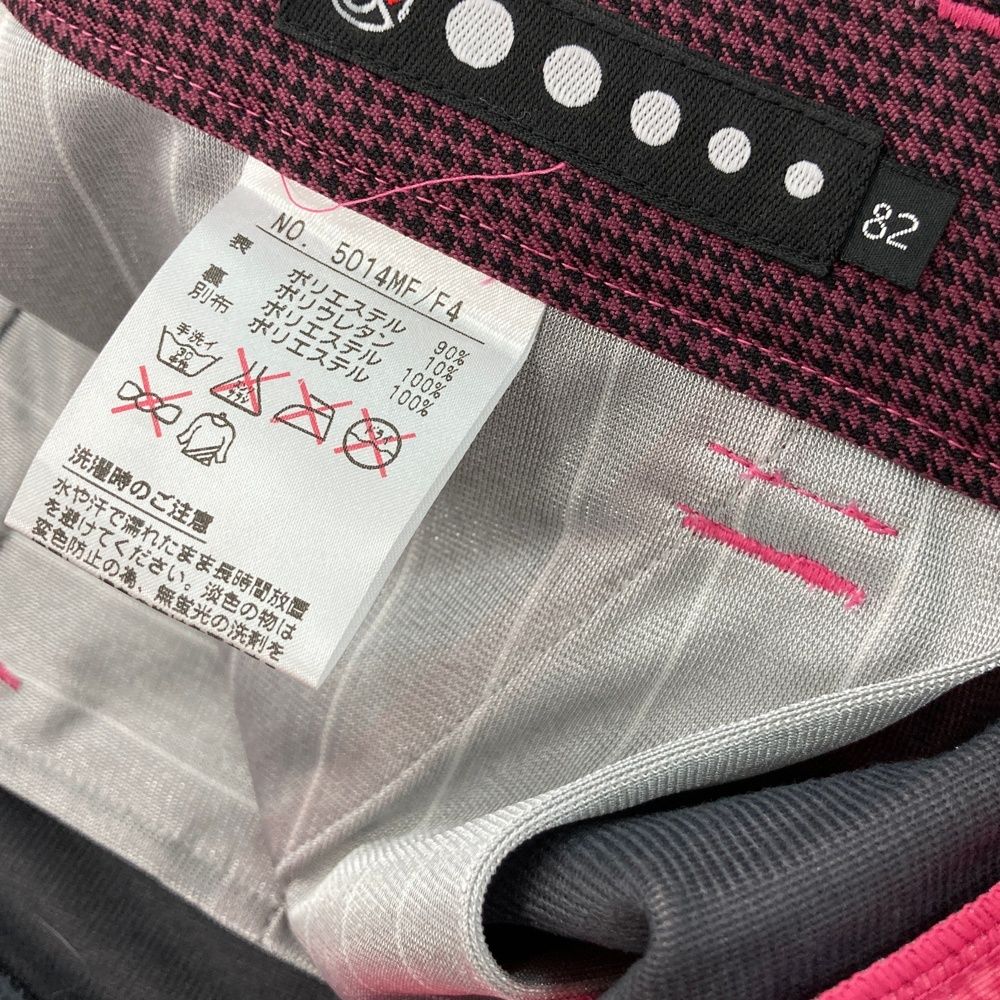 82
NO. 5014MF/F4
表 ポリエステル 90%
ポリウレタン 10%
裏 ポリエステル 100%
別布 ポリエステル 100%
手洗イ
30
ドライ
洗濯時のご注意
水や汗で濡れたまま長時間放置
を避けてください。淡色の物は
変色防止の為、無蛍光の洗剤を